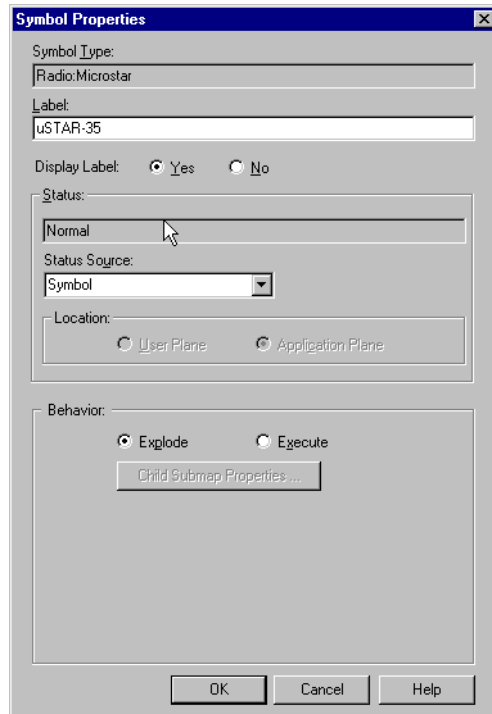 Symbol Properties
Symbol Type:
Radio:Microstar
Label:
uSTAR-35
Display Label: Yes No
Status:
Normal
Status Source:
Symbol
Location:
User Plane Application Plane
Behavior:
Explode Execute
Child Submap Properties ...
OK Cancel Help